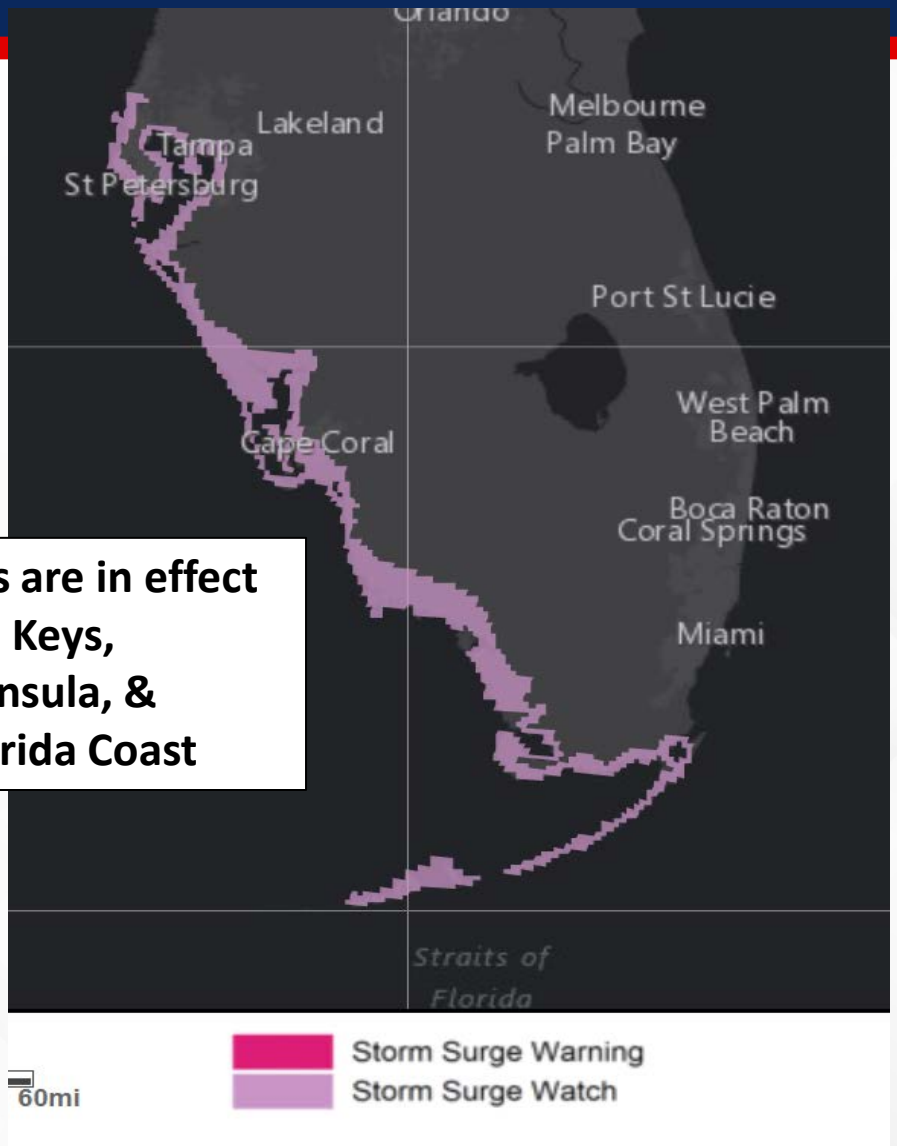 Orlando
Melbourne
Lakeland
Palm Bay
Tampa
St Petersburg
Port St Lucie
West Palm
Beach
Cape Coral
Boca Raton
Coral Springs
s are in effect
Keys,
nsula, &
rida Coast
Miami
Straits of
Florida
Storm Surge Warning
Storm Surge Watch
60mi